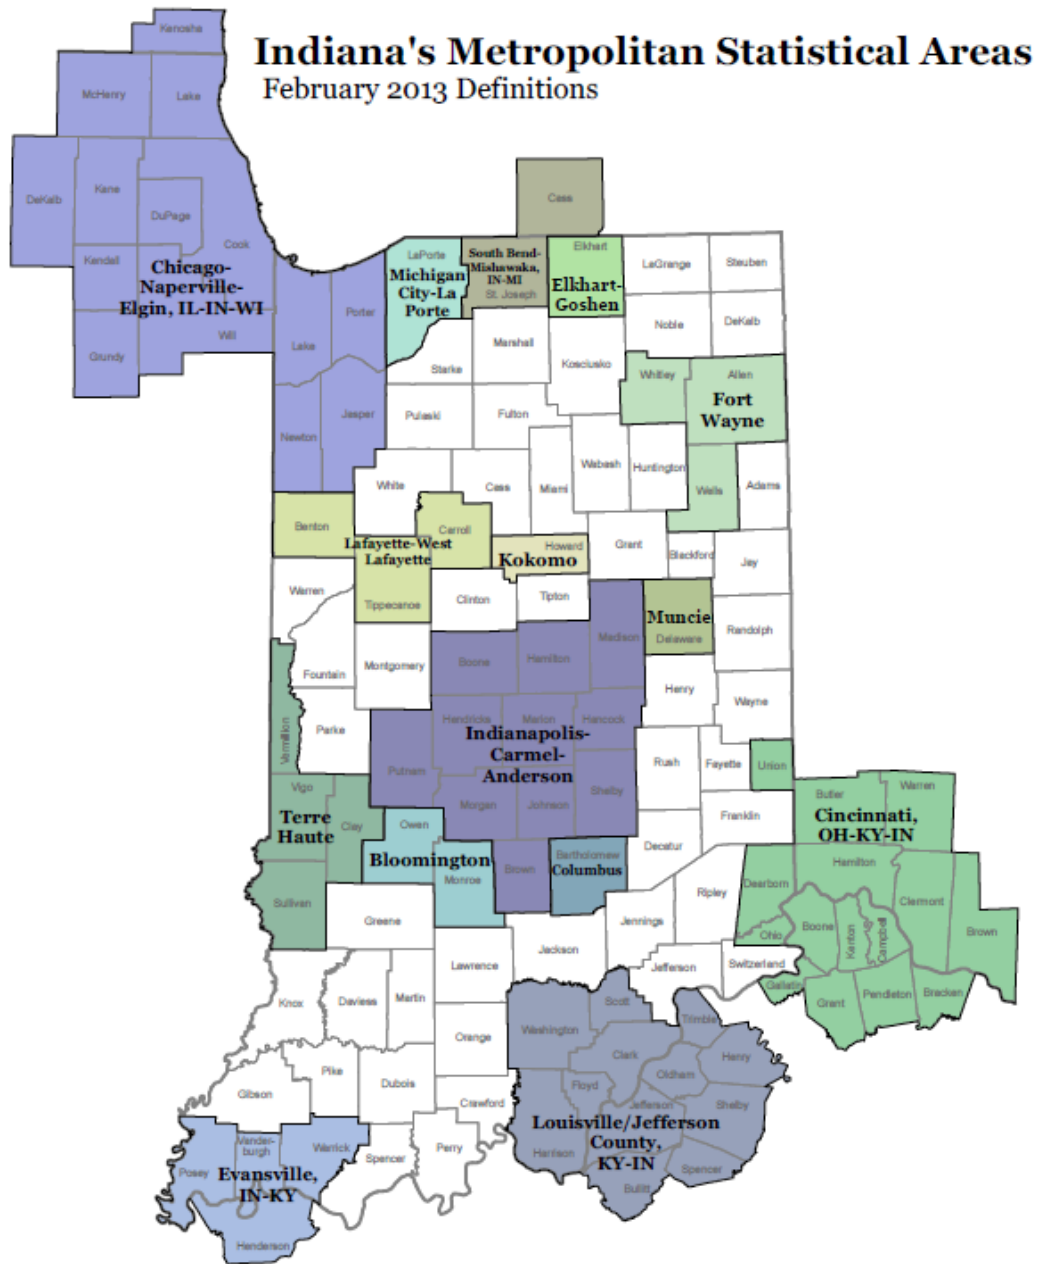 Indiana's Metropolitan Statistical Areas
February 2013 Definitions
Kenosha
McHenry
Lake
DeKalb
Kane
DuPage
Cook
Kendall
Chicago-
Naperville-
Elgin, IL-IN-WI
Will
Grundy
Lake
Porter
Newton
Jasper
LaPorte
Michigan
City-La
Porte
Cass
South Bend-
Mishawaka,
IN-MI
St. Joseph
Elkhart
Elkhart-
Goshen
LaGrange
Steuben
Noble
DeKalb
Starke
Marshall
Kosciusko
Whitley
Allen
Fort
Wayne
Pulaski
Fulton
White
Cass
Miami
Wabash
Huntington
Wells
Adams
Benton
Carroll
Lafayette-West
Lafayette
Tippecanoe
Howard
Kokomo
Grant
Blackford
Jay
Warren
Clinton
Tipton
Madison
Muncie
Delaware
Randolph
Fountain
Montgomery
Boone
Hamilton
Henry
Wayne
Vermillion
Parke
Putnam
Hendricks
Marion
Hancock
Indianapolis-
Carmel-
Anderson
Morgan
Johnson
Shelby
Rush
Fayette
Union
Vigo
Terre
Haute
Clay
Sullivan
Owen
Bloomington
Monroe
Brown
Bartholomew
Columbus
Decatur
Franklin
Butler
Warren
Cincinnati,
OH-KY-IN
Hamilton
Dearborn
Clermont
Ohio
Boone
Kenton
Campbell
Brown
Gallatin
Grant
Pendleton
Bracken
Greene
Jackson
Jennings
Ripley
Jefferson
Switzerland
Lawrence
Knox
Daviess
Martin
Orange
Washington
Scott
Trimble
Clark
Henry
Oldham
Floyd
Jefferson
Shelby
Louisville/Jefferson
County,
KY-IN
Harrison
Spencer
Bullitt
Gibson
Pike
Dubois
Crawford
Perry
Spencer
Posey
Vander-
burgh
Warrick
Evansville,
IN-KY
Henderson